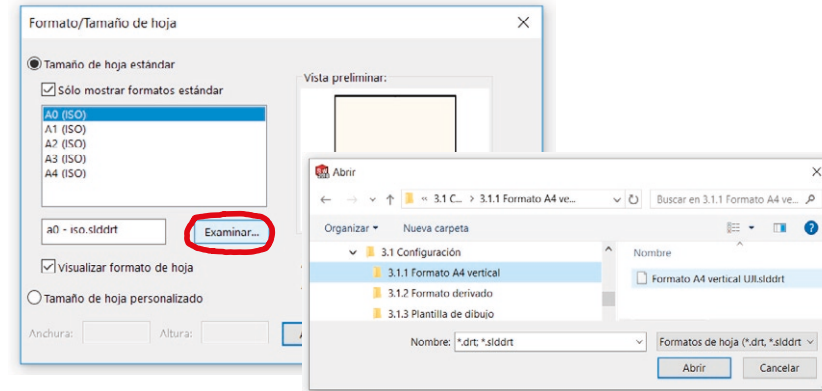 Formato/Tamaño de hoja
Tamaño de hoja estándar
Sólo mostrar formatos estándar
A0 (ISO)
A1 (ISO)
A2 (ISO)
A3 (ISO)
A4 (ISO)
a0 - iso.slddrt
Examinar...
Visualizar formato de hoja
Tamaño de hoja personalizado
Anchura:
Altura:
Vista preliminar:
Abrir
« 3.1 C... > 3.1.1 Formato A4 ve...
Buscar en 3.1.1 Formato A4 ve...
Organizar
Nueva carpeta
3.1 Configuración
3.1.1 Formato A4 vertical
3.1.2 Formato derivado
3.1.3 Plantilla de dibujo
Nombre
Formato A4 vertical UJI.slddrt
Nombre:
*.drt; *.slddrt
Formatos de hoja (*.drt, *.slddrt
Abrir
Cancelar